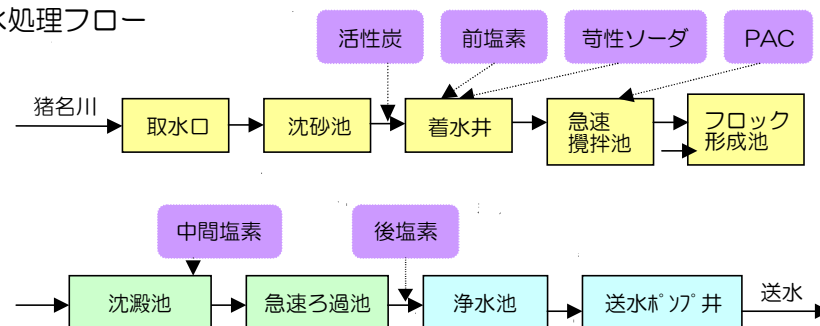 水処理フロー
活性炭 前塩素 苛性ソーダ PAC
猪名川
取水口 沈砂池 着水井 急速 フロック
攪拌池 形成池
中間塩素 後塩素
沈澱池 急速ろ過池 浄水池 送水ﾎﾟﾝﾌﾟ井 送水